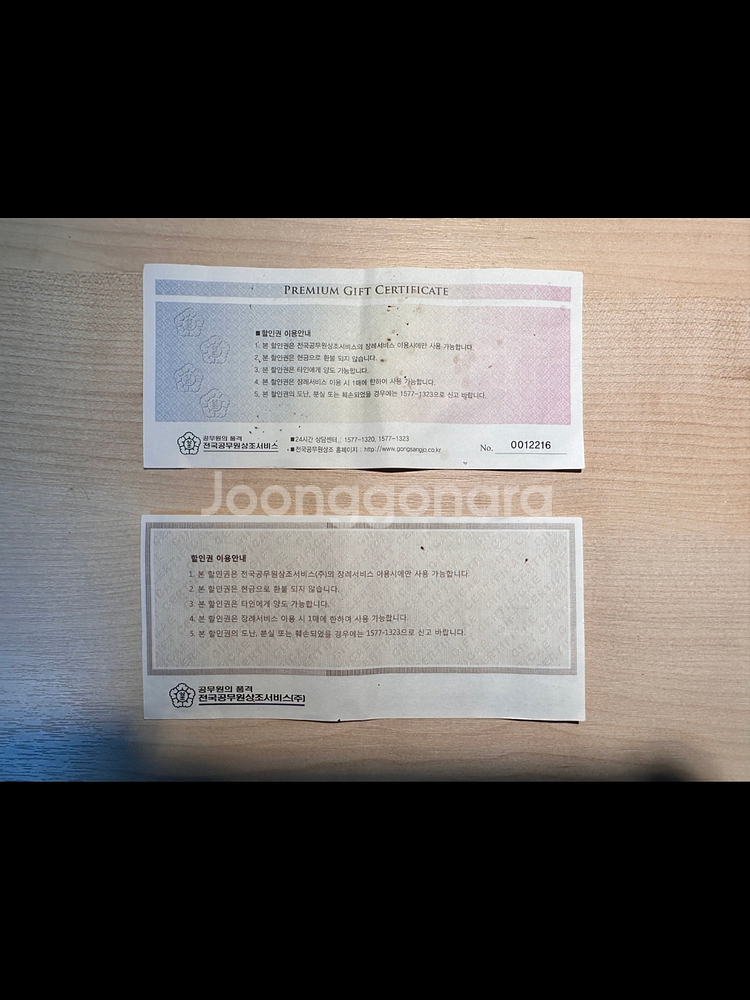 PREMIUM GIFT CERTIFICATE
■할인권 이용안내
1. 본 할인권은 전국공무원상조서비스의 장례서비스 이용시에만 사용 가능합니다.
2. 본 할인권은 현금으로 환불 되지 않습니다.
3. 본 할인권은 타인에게 양도 가능합니다.
4. 본 할인권은 장례서비스 이용 시 1매에 한하여 사용 가능합니다.
5. 본 할인권의 도난, 분실 또는 훼손되었을 경우에는 1577-1323으로 신고 바랍니다.
공무원의 품격
전국공무원상조서비스
■24시간 상담센터 : 1577-1320, 1577-1323
■전국공무원상조 홈페이지 : http://www.gongsangjo.co.kr
No. 0012216
Joonggonara
할인권 이용안내
1. 본 할인권은 전국공무원상조서비스(주)의 장례서비스 이용시에만 사용 가능합니다.
2. 본 할인권은 현금으로 환불 되지 않습니다.
3. 본 할인권은 타인에게 양도 가능합니다.
4. 본 할인권은 장례서비스 이용 시 1매에 한하여 사용 가능합니다.
5. 본 할인권의 도난, 분실 또는 훼손되었을 경우에는 1577-1323으로 신고 바랍니다.
공무원의 품격
전국공무원상조서비스(주)